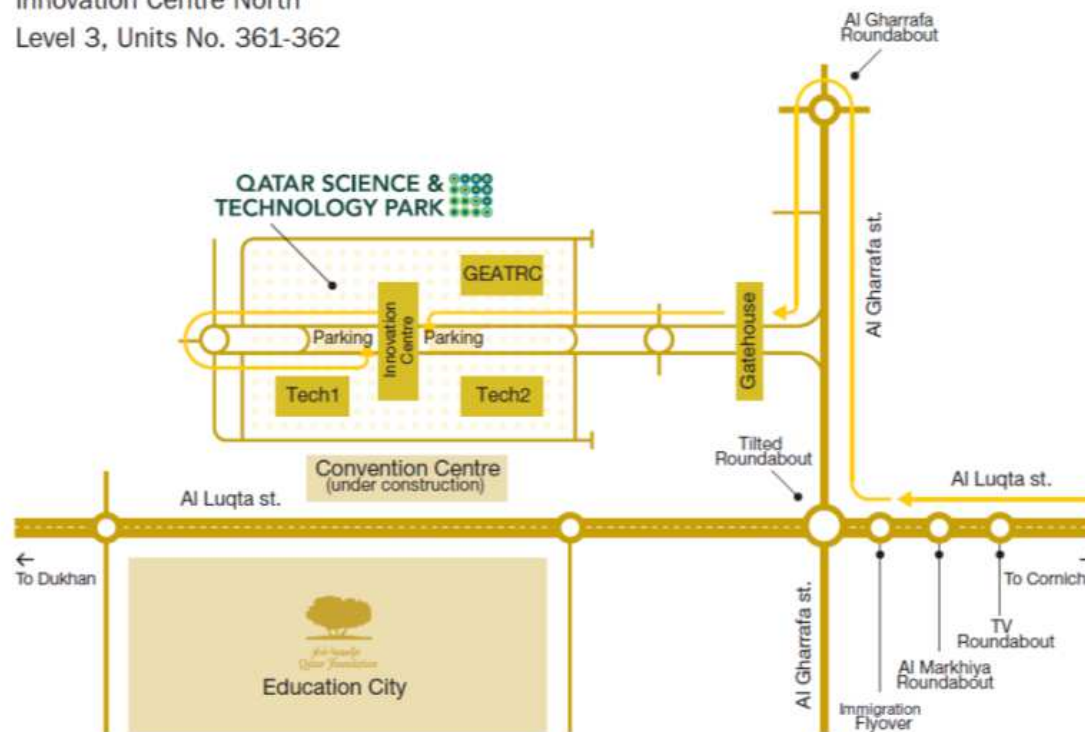 Innovation Centre North
Level 3, Units No. 361-362
Al Gharrafa
Roundabout
QATAR SCIENCE &
TECHNOLOGY PARK
GEATRC
Al Gharrafa st.
Parking
Innovation
Centre
Parking
Gatehouse
Tech1
Tech2
Tilted
Roundabout
Convention Centre
(under construction)
Al Luqta st.
Al Luqta st.
←
To Dukhan
To Cornich
TV
Roundabout
Al Markhiya
Roundabout
Immigration
Flyover
Al Gharrafa st.
Qatar Foundation
Education City